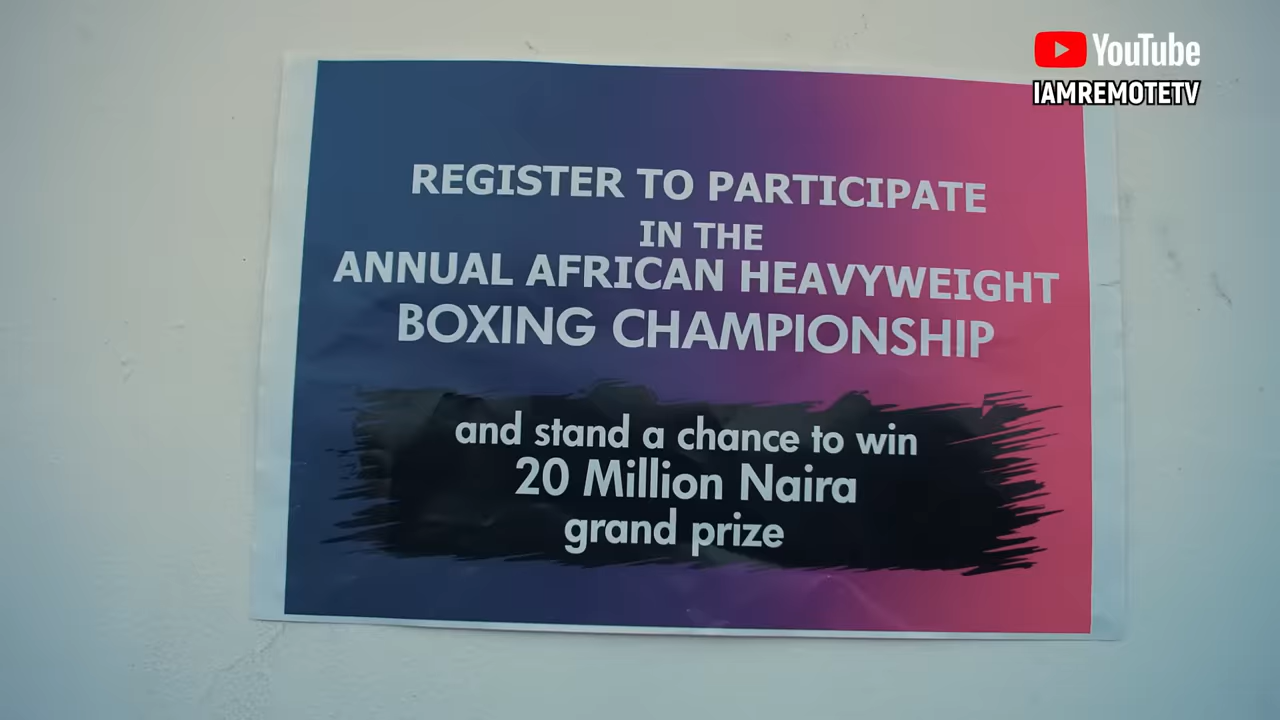 YouTube
IAMREMOTETV
REGISTER TO PARTICIPATE
IN THE
ANNUAL AFRICAN HEAVYWEIGHT
BOXING CHAMPIONSHIP
and stand a chance to win
20 Million Naira
grand prize